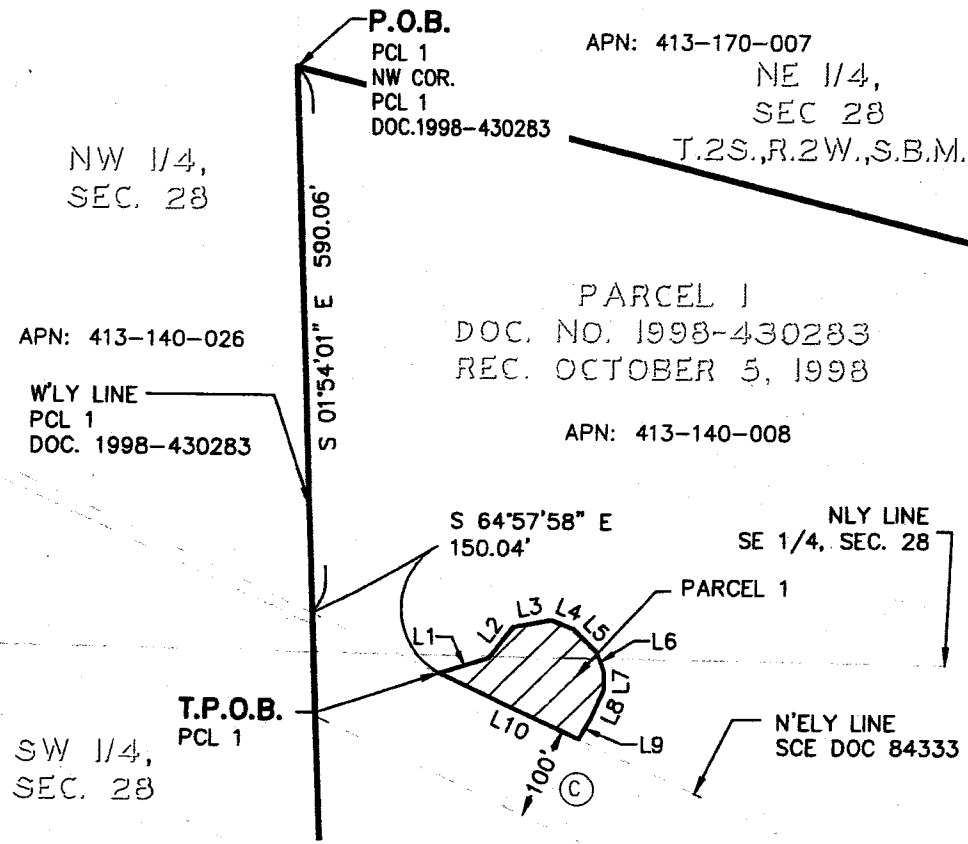 P.O.B.
PCL 1
NW COR.
PCL 1
DOC.1998-430283
APN: 413-170-007
NE 1/4,
SEC 28
T.2S.,R.2W.,S.B.M.
NW 1/4,
SEC. 28
S 01°54'01" E 590.06'
PARCEL 1
DOC. NO. 1998-430283
REC. OCTOBER 5, 1998
APN: 413-140-026
W'LY LINE
PCL 1
DOC. 1998-430283
APN: 413-140-008
S 64°57'58" E
150.04'
NLY LINE
SE 1/4, SEC. 28
PARCEL 1
L1
L2
L3
L4
L5
L6
L7
L8
L9
L10
T.P.O.B.
PCL 1
SW 1/4,
SEC. 28
100'
C
N'ELY LINE
SCE DOC 84333